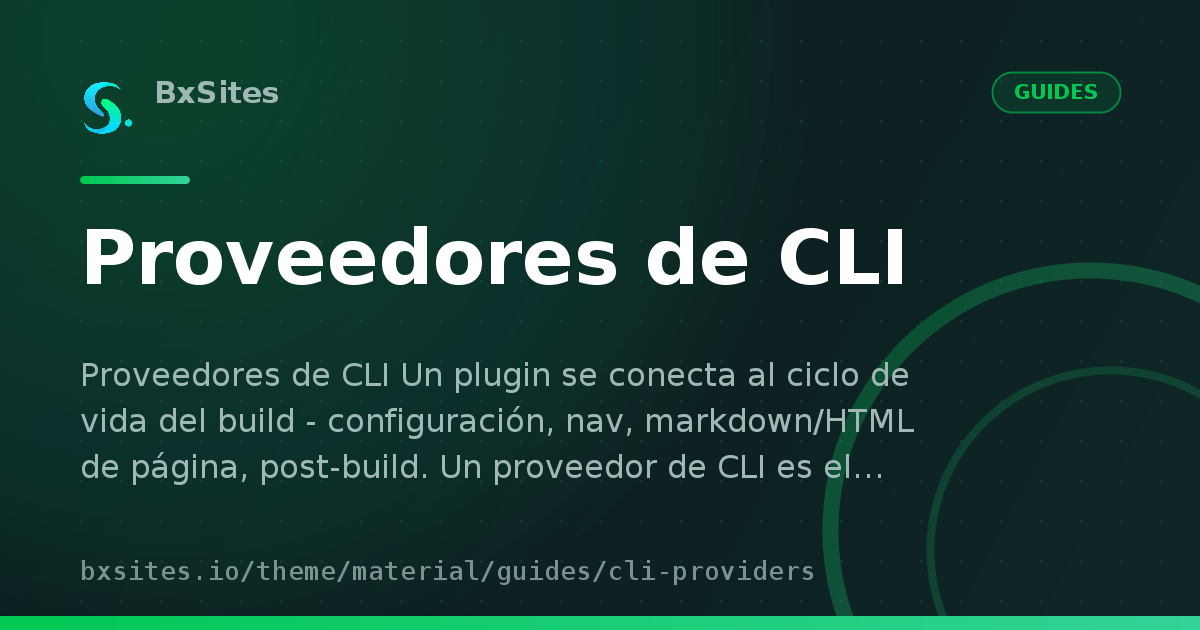 BxSites
GUIDES
Proveedores de CLI
Proveedores de CLI Un plugin se conecta al ciclo de
vida del build - configuración, nav, markdown/HTML
de página, post-build. Un proveedor de CLI es el...
bxsites.io/theme/material/guides/cli-providers